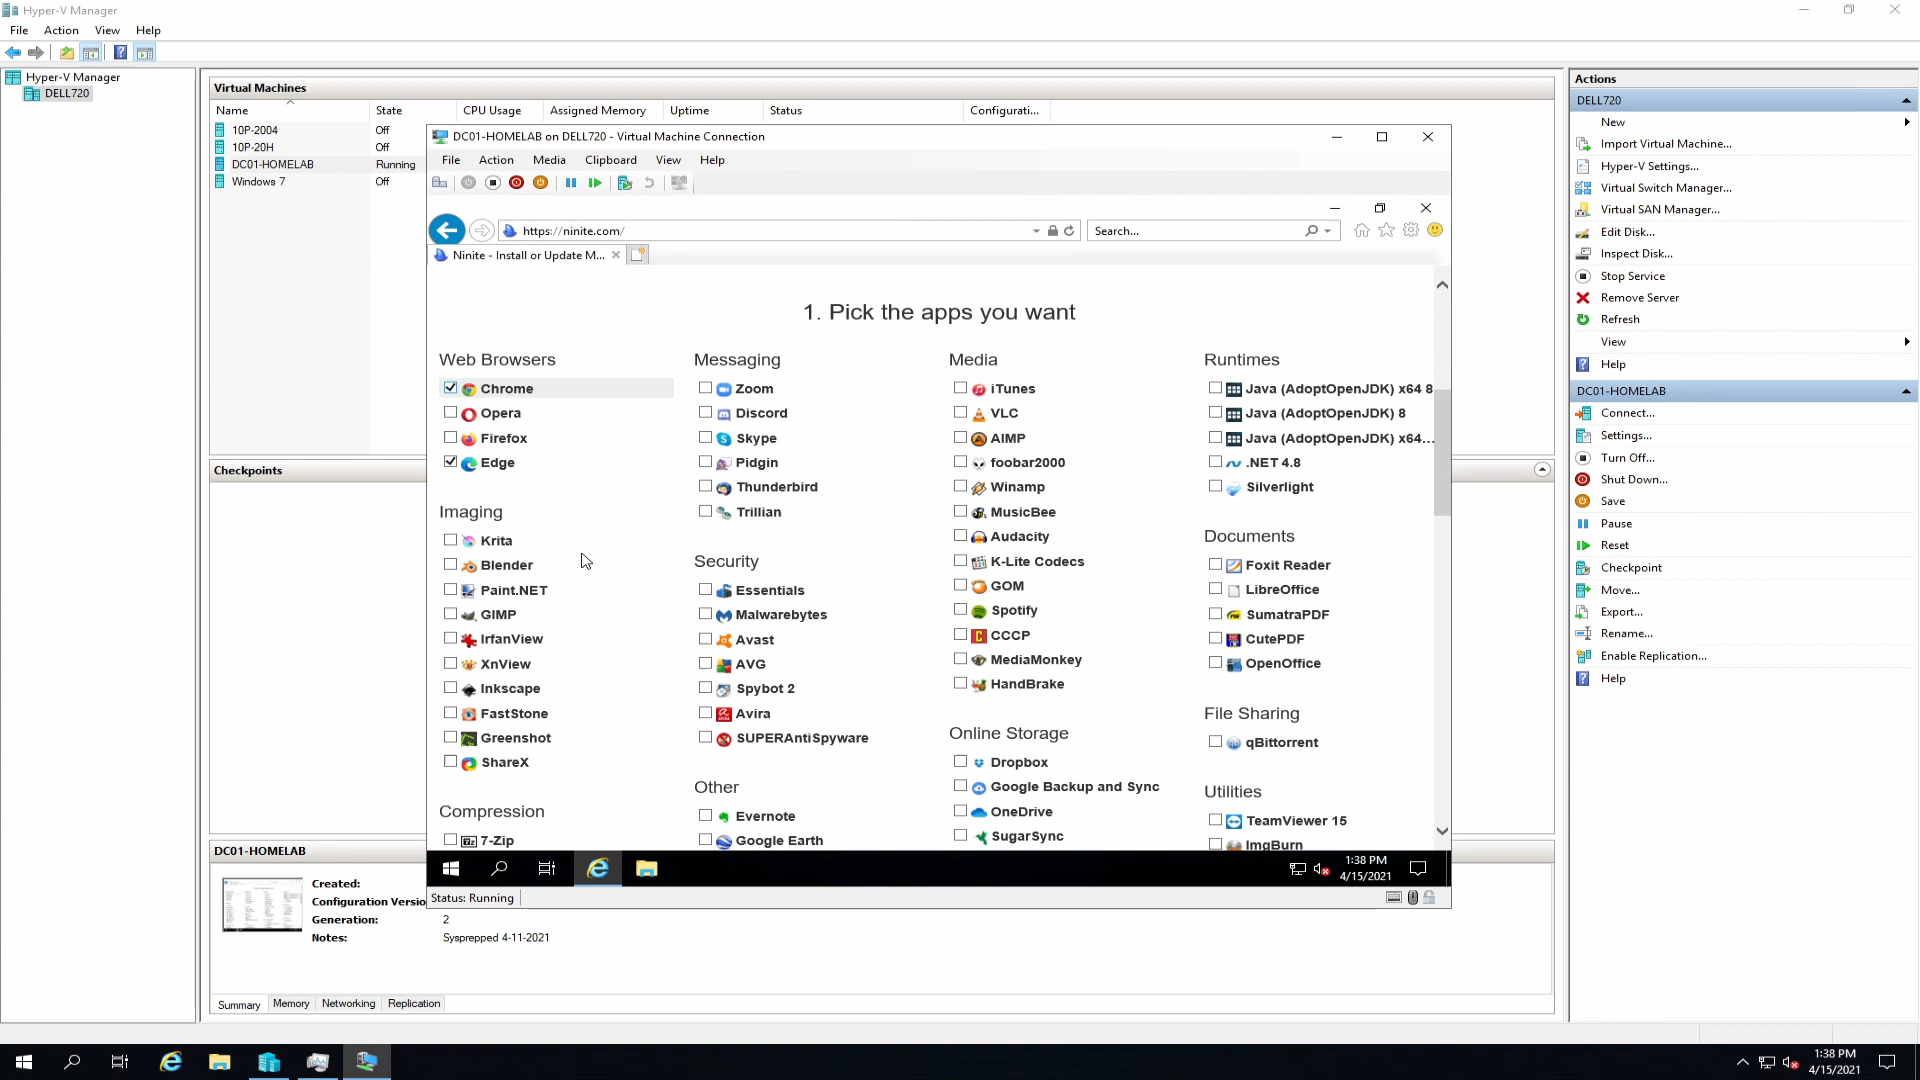 Hyper-V Manager
File Action View Help
Hyper-V Manager
DELL720
Virtual Machines
Name State CPU Usage Assigned Memory Uptime Status Configurati...
10P-2004 Off
10P-20H Off
DC01-HOMELAB Running
Windows 7 Off
Checkpoints
DC01-HOMELAB on DELL720 - Virtual Machine Connection
File Action Media Clipboard View Help
https://ninite.com/
Search...
Ninite - Install or Update M...
1. Pick the apps you want
Web Browsers
Chrome
Opera
Firefox
Edge
Imaging
Krita
Blender
Paint.NET
GIMP
IrfanView
XnView
Inkscape
FastStone
Greenshot
ShareX
Compression
7-Zip
Messaging
Zoom
Discord
Skype
Pidgin
Thunderbird
Trillian
Security
Essentials
Malwarebytes
Avast
AVG
Spybot 2
Avira
SUPERAntiSpyware
Other
Evernote
Google Earth
Media
iTunes
VLC
AIMP
foobar2000
Winamp
MusicBee
Audacity
K-Lite Codecs
GOM
Spotify
CCCP
MediaMonkey
HandBrake
Online Storage
Dropbox
Google Backup and Sync
OneDrive
SugarSync
Runtimes
Java (AdoptOpenJDK) x64 8
Java (AdoptOpenJDK) 8
Java (AdoptOpenJDK) x64...
.NET 4.8
Silverlight
Documents
Foxit Reader
LibreOffice
SumatraPDF
CutePDF
OpenOffice
File Sharing
qBittorrent
Utilities
TeamViewer 15
ImgBurn
1:38 PM
4/15/2021
Status: Running
DC01-HOMELAB
Created:
Configuration Versio
Generation: 2
Notes: Sysprepped 4-11-2021
Summary Memory Networking Replication
Actions
DELL720
New
Import Virtual Machine...
Hyper-V Settings...
Virtual Switch Manager...
Virtual SAN Manager...
Edit Disk...
Inspect Disk...
Stop Service
Remove Server
Refresh
View
Help
DC01-HOMELAB
Connect...
Settings...
Turn Off...
Shut Down...
Save
Pause
Reset
Checkpoint
Move...
Export...
Rename...
Enable Replication...
Help
1:38 PM
4/15/2021